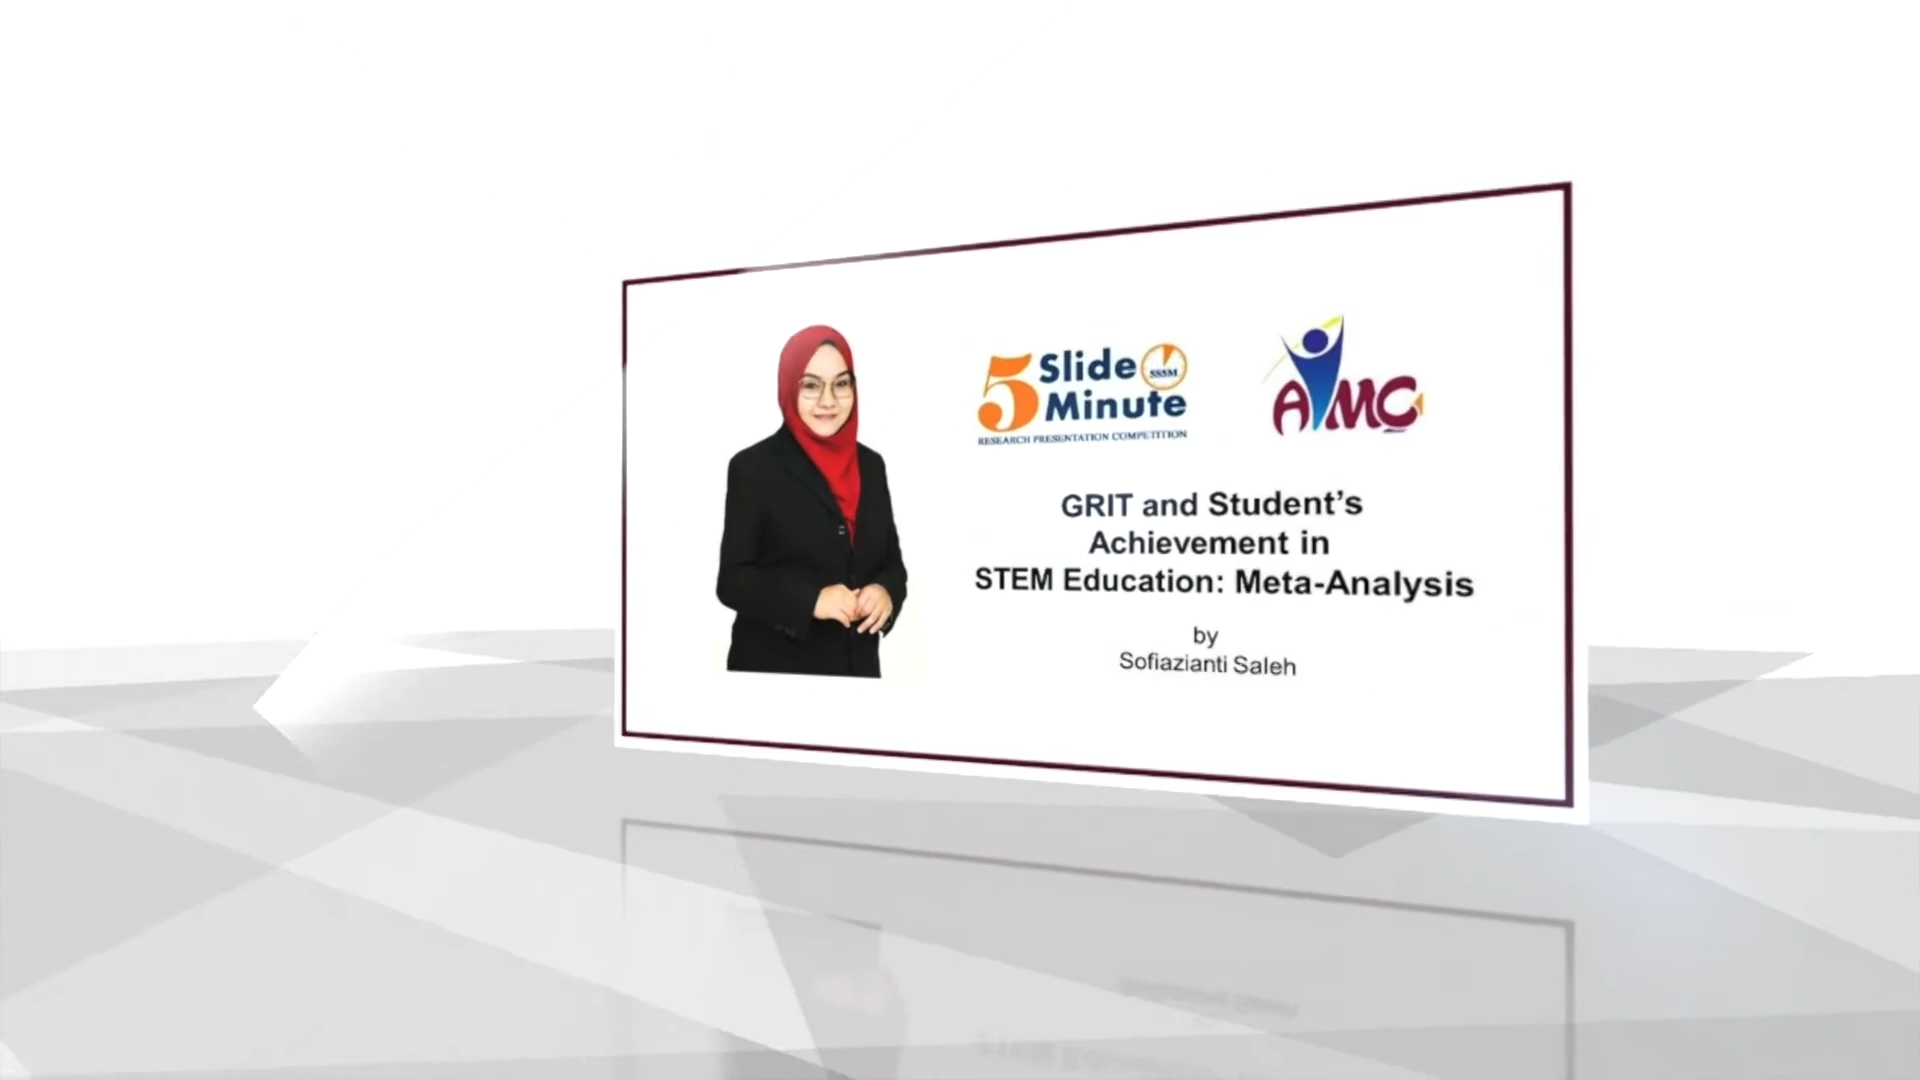 5 Slide
Minute
5S5M
RESEARCH PRESENTATION COMPETITION
AIMC
GRIT and Student’s
Achievement in
STEM Education: Meta-Analysis
by
Sofiazianti Saleh